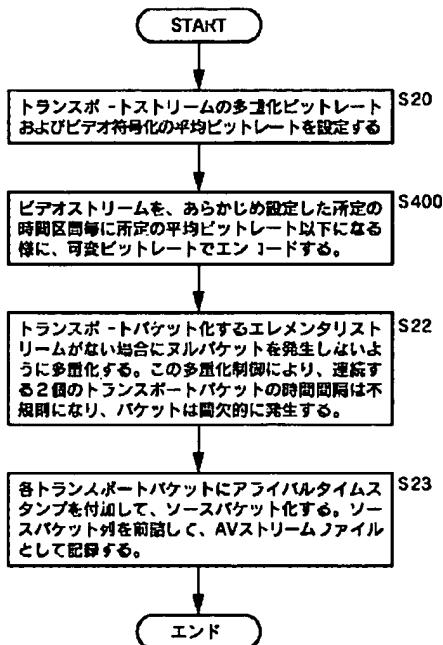 START
トランスポートストリームの多重化ビットレート
およびビデオ符号化の平均ビットレートを設定する
S20
ビデオストリームを、あらかじめ設定した所定の
時間区間毎に所定の平均ビットレート以下になる
様に、可変ビットレートでエンコードする。
S400
トランスポートパケット化するエレメンタリスト
リームがない場合にヌルパケットを発生しないよ
うに多重化する。この多重化制御により、連続す
る2個のトランスポートパケットの時間間隔は不
規則になり、パケットは間欠的に発生する。
S22
各トランスポートパケットにアライバルタイムス
タンプを付加して、ソースパケット化する。ソー
スパケット列を前詰して、AVストリームファイル
として記録する。
S23
エンド